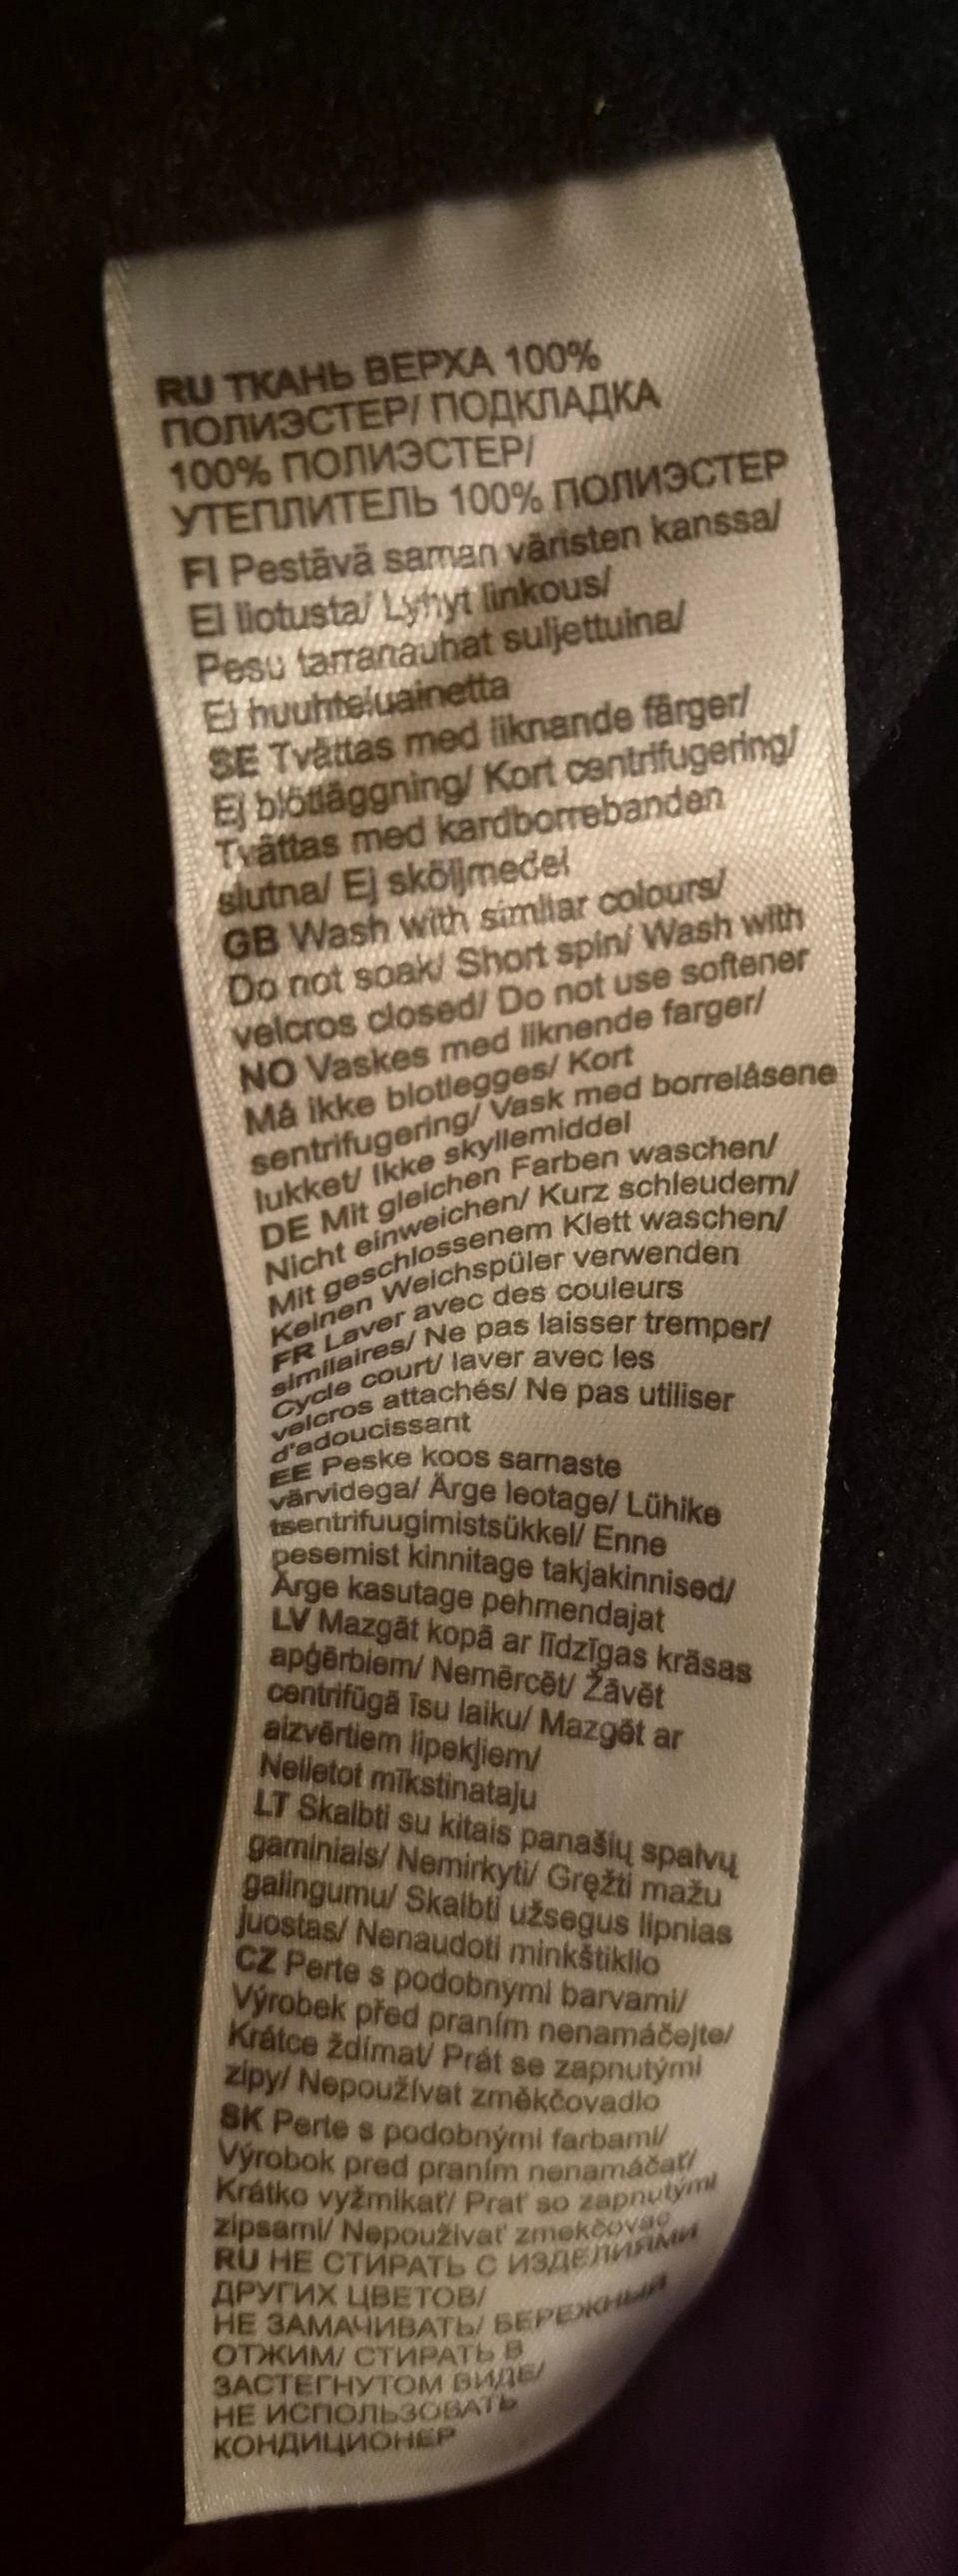 RU ТКАНЬ ВЕРХА 100%
ПОЛИЭСТЕР/ ПОДКЛАДКА
100% ПОЛИЭСТЕР/
УТЕПЛИТЕЛЬ 100% ПОЛИЭСТЕР
FI Pestävä samanväristen kanssa/
Ei liotusta/ Lyhyt linkous/
Pesu tarranauhat suljettuina/
Ei huuhteluainetta
SE Tvättas med liknande färger/
Ej blötläggning/ Kort centrifugering/
Tvättas med kardborrebanden
slutna/ Ej sköljmedel
GB Wash with similar colours/
Do not soak/ Short spin/ Wash with
velcros closed/ Do not use softener
NO Vaskes med liknende farger/
Må ikke blotlegges/ Kort
sentrifugering/ Vask med borrelåsene
lukket/ Ikke skyllemiddel
DE Mit gleichen Farben waschen/
Nicht einweichen/ Kurz schleudern/
Mit geschlossenem Klett waschen/
Keinen Weichspüler verwenden
FR Laver avec des couleurs
similaires/ Ne pas laisser tremper/
Cycle court/ laver avec les
velcros attachés/ Ne pas utiliser
d'adoucissant
EE Peske koos sarnaste
värvidega/ Ärge leotage/ Lühike
tsentrifuugimistsükkel/ Enne
pesemist kinnitage takjakinnised/
Ärge kasutage pehmendajat
LV Mazgāt kopā ar līdzīgas krāsas
apģērbiem/ Nemērcēt/ Žāvēt
centrifūgā īsu laiku/ Mazgāt ar
aizvērtiem lipekļiem/
Nelietot mīkstinataju
LT Skalbti su kitais panašių spalvų
gaminiais/ Nemirkyti/ Gręžti mažu
galingumu/ Skalbti užsegus lipnias
juostas/ Nenaudoti minkštiklio
CZ Perte s podobnymi barvami/
Výrobek před praním nenamáčejte/
Krátce ždímat/ Prát se zapnutými
zipy/ Nepoužívat změkčovadlo
SK Perte s podobnými farbami/
Výrobok pred praním nenamáčať/
Krátko vyžmikať/ Prať so zapnutými
zipsami/ Nepoužívať zmekčovač
RU НЕ СТИРАТЬ С ИЗДЕЛИЯМИ
ДРУГИХ ЦВЕТОВ/
НЕ ЗАМАЧИВАТЬ/ БЕРЕЖНЫЙ
ОТЖИМ/ СТИРАТЬ В
ЗАСТЕГНУТОМ ВИДЕ/
НЕ ИСПОЛЬЗОВАТЬ
КОНДИЦИОНЕР